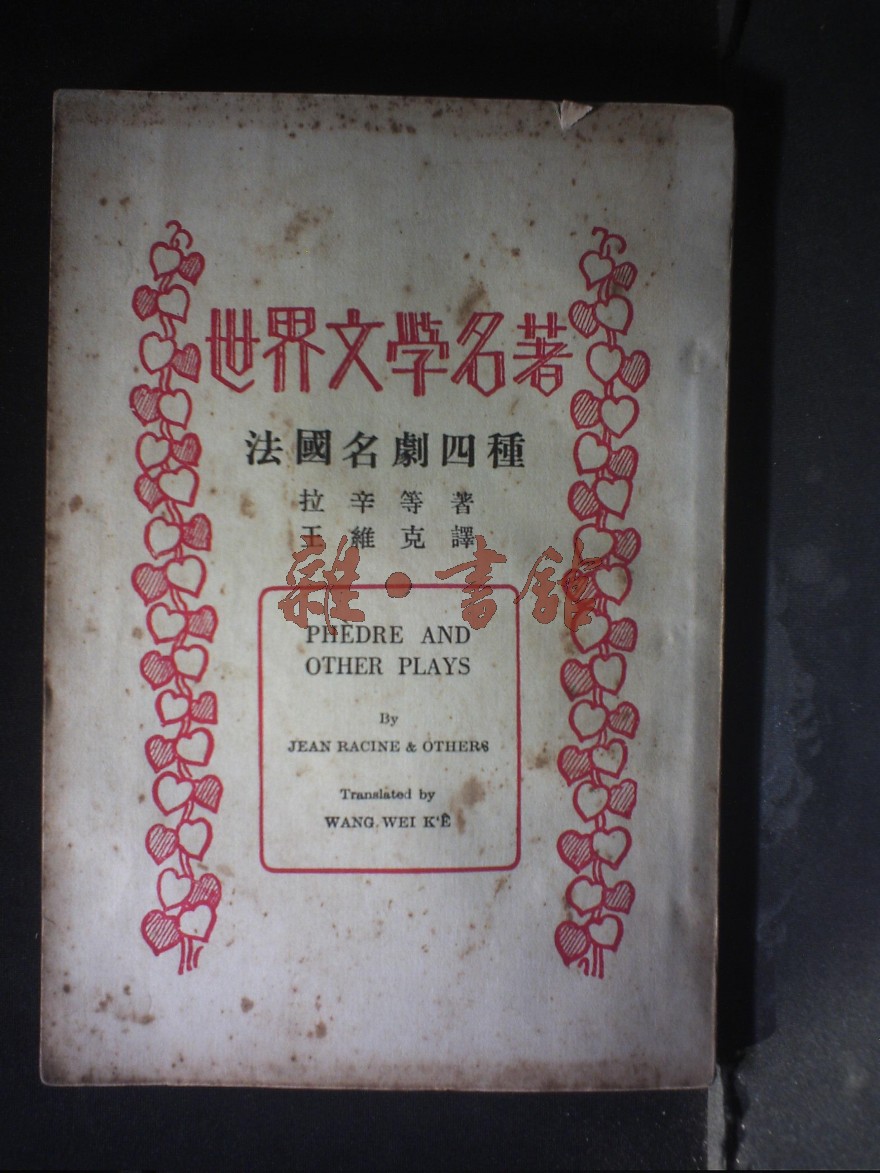 世界文學名著
法國名劇四種
拉辛等著
王維克譯
雜·書館
PHÈDRE AND
OTHER PLAYS
By
JEAN RACINE & OTHERS
Translated by
WANG WEI K'Ê